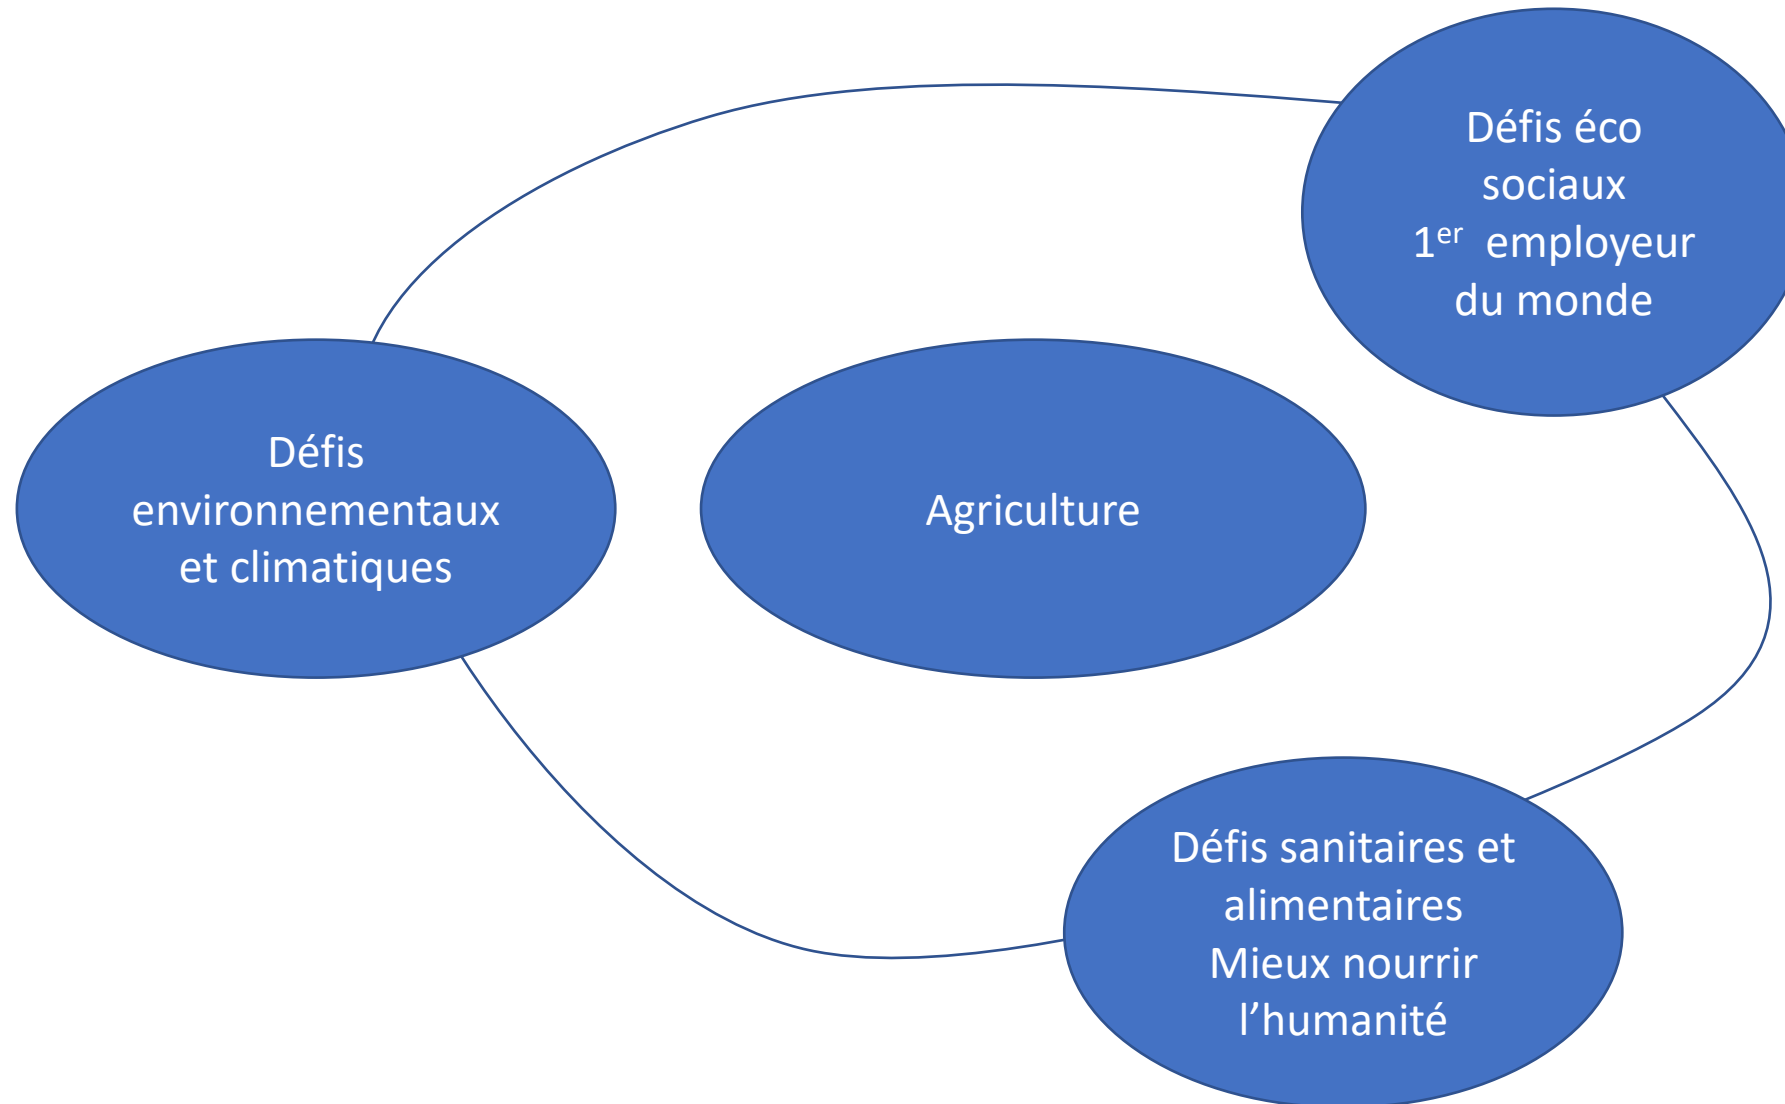 Défis éco
sociaux
1er employeur
du monde
Défis
environnementaux
et climatiques
Agriculture
Défis sanitaires et
alimentaires
Mieux nourrir
l’humanité